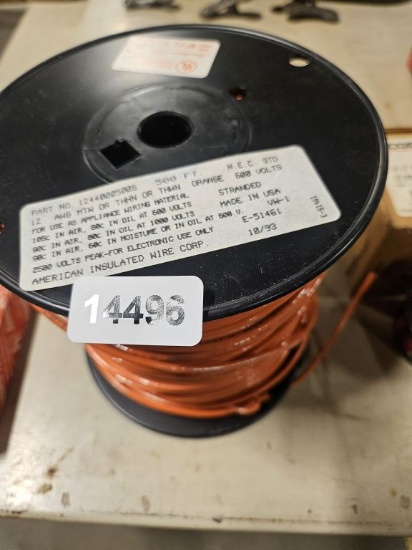 PART NO. 12440005006 500 FT N.E.C. STD
12 AWG MTW OR THHN OR THWN ORANGE 600 VOLTS
FOR USE AS APPLIANCE WIRING MATERIAL STRANDED
105C IN AIR, 80C IN OIL AT 600 VOLTS MADE IN USA
90C IN AIR, 80C IN OIL AT 1000 VOLTS VW-1
90C IN AIR, 60C IN MOISTURE OR IN OIL AT 600 V. E-51461
2500 VOLTS PEAK-FOR ELECTRONIC USE ONLY 10/93
AMERICAN INSULATED WIRE CORP.
14496